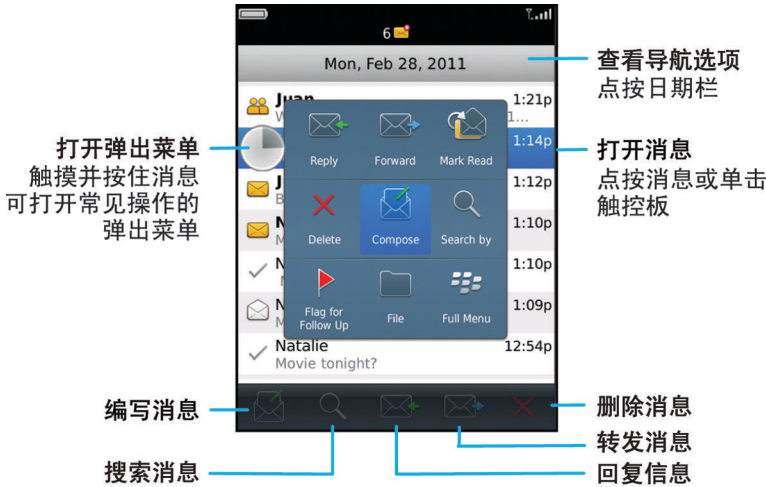 6
Mon, Feb 28, 2011
查看导航选项
点按日期栏
Juan
1:21p
1...
打开弹出菜单
触摸并按住消息
可打开常见操作的
弹出菜单
1:14p
打开消息
点按消息或单击
触控板
Reply
Forward
Mark Read
J
1:12p
B
N
1:10p
M
Delete
Compose
Search by
N
1:10p
N
1:09p
M
Flag for
Follow Up
File
Full Menu
Natalie
12:54p
Movie tonight?
编写消息
删除消息
转发消息
搜索消息
回复信息